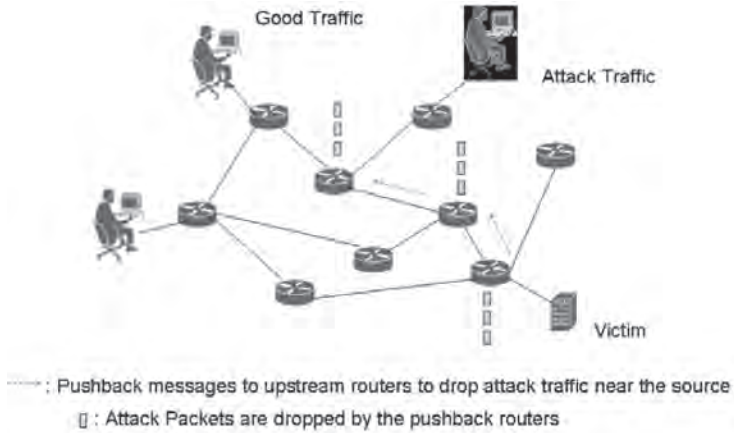 Good Traffic
Attack Traffic
Victim
: Pushback messages to upstream routers to drop attack traffic near the source
: Attack Packets are dropped by the pushback routers